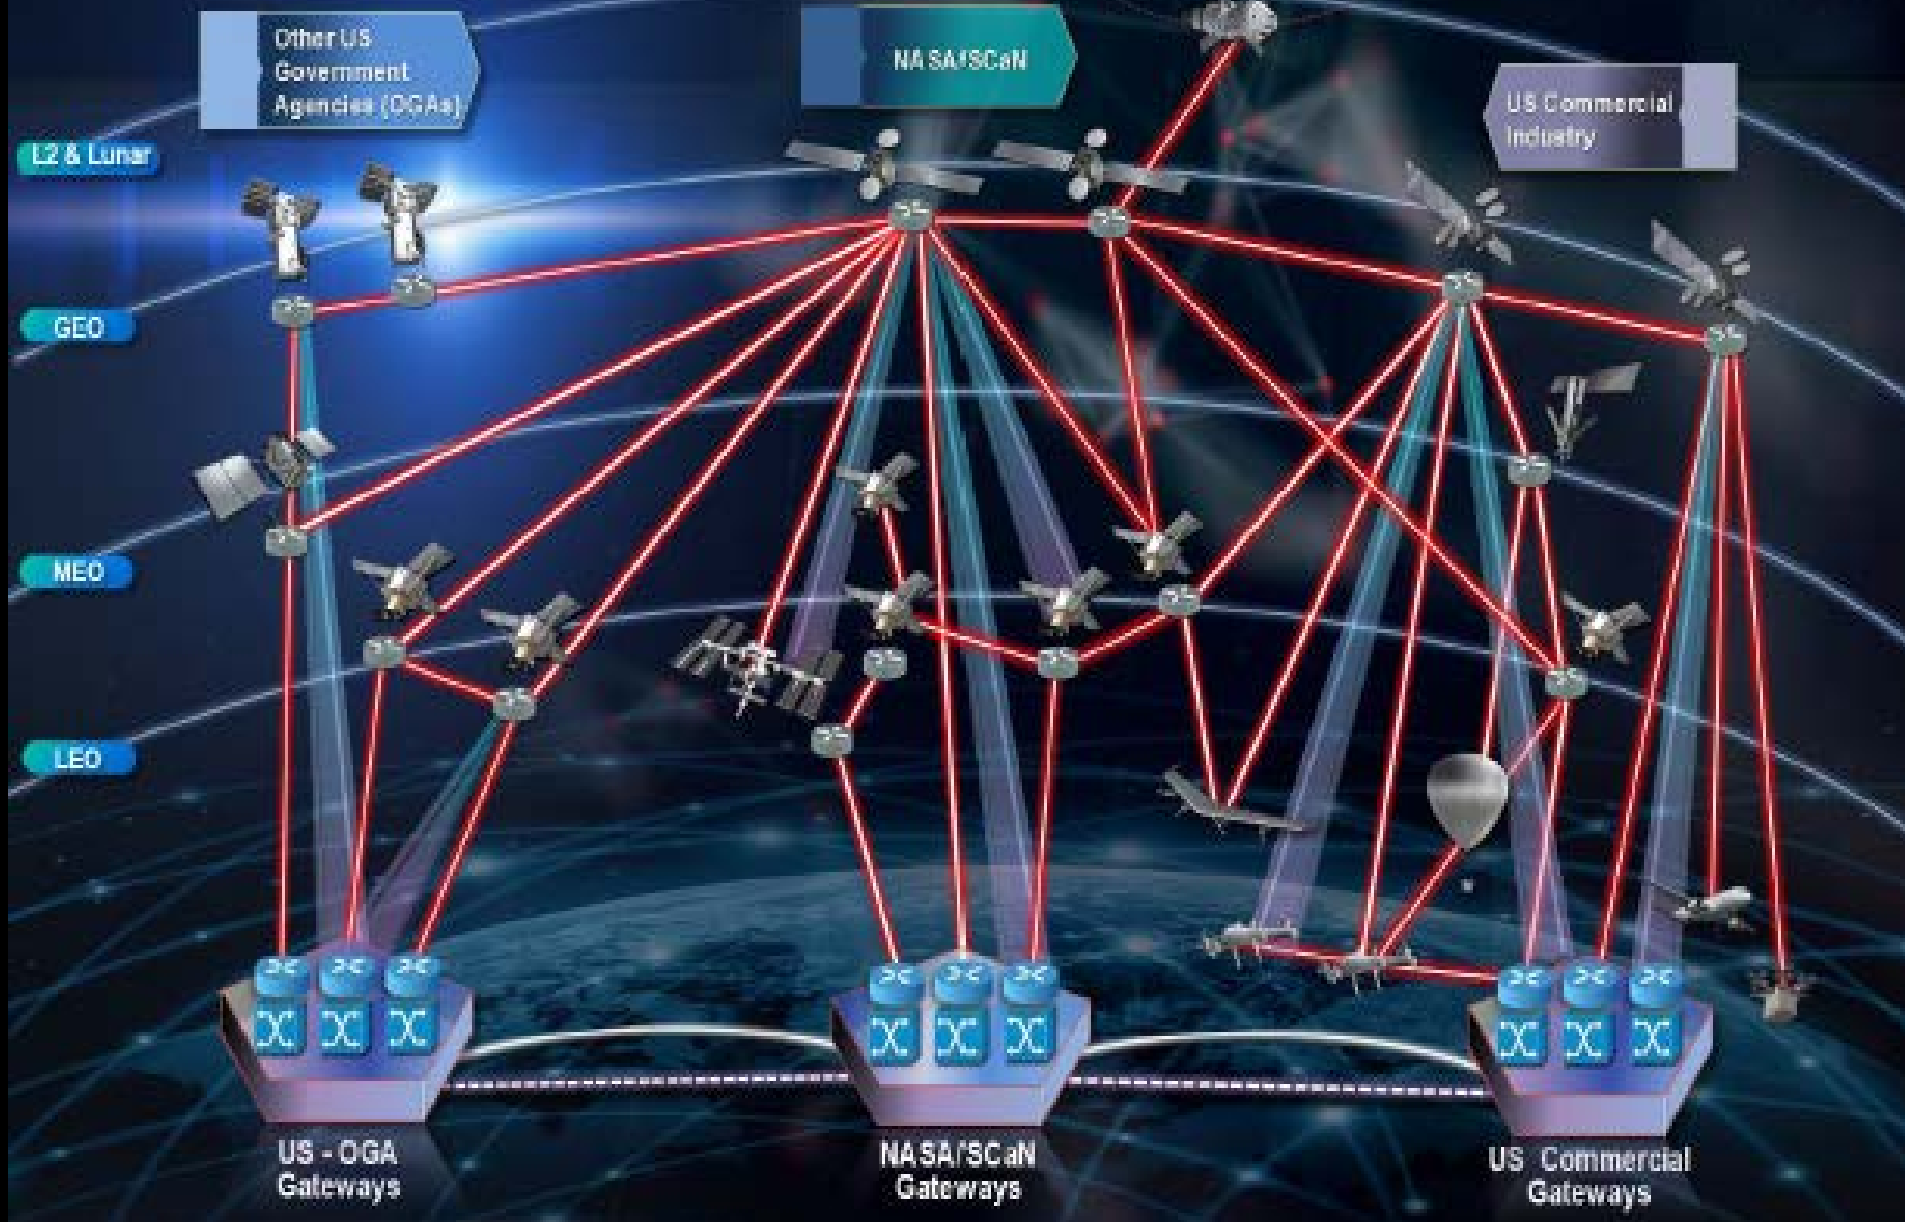 Other US
Government
Agencies (OGAs)
NASA/SCaN
US Commercial
Industry
L2 & Lunar
GEO
MEO
LEO
US - OGA
Gateways
NASA/SCaN
Gateways
US Commercial
Gateways